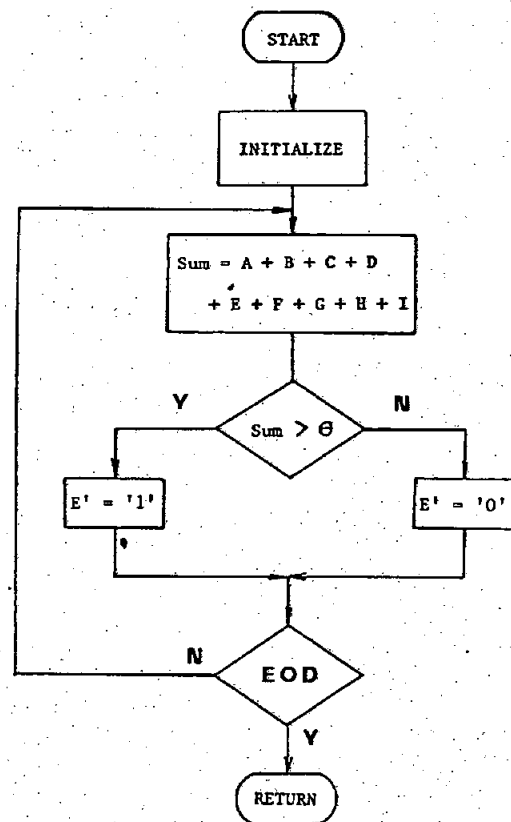 START
INITIALIZE
Sum = A + B + C + D
+ E + F + G + H + I
Y
N
Sum > θ
E' = '1'
E' = '0'
N
EOD
Y
RETURN